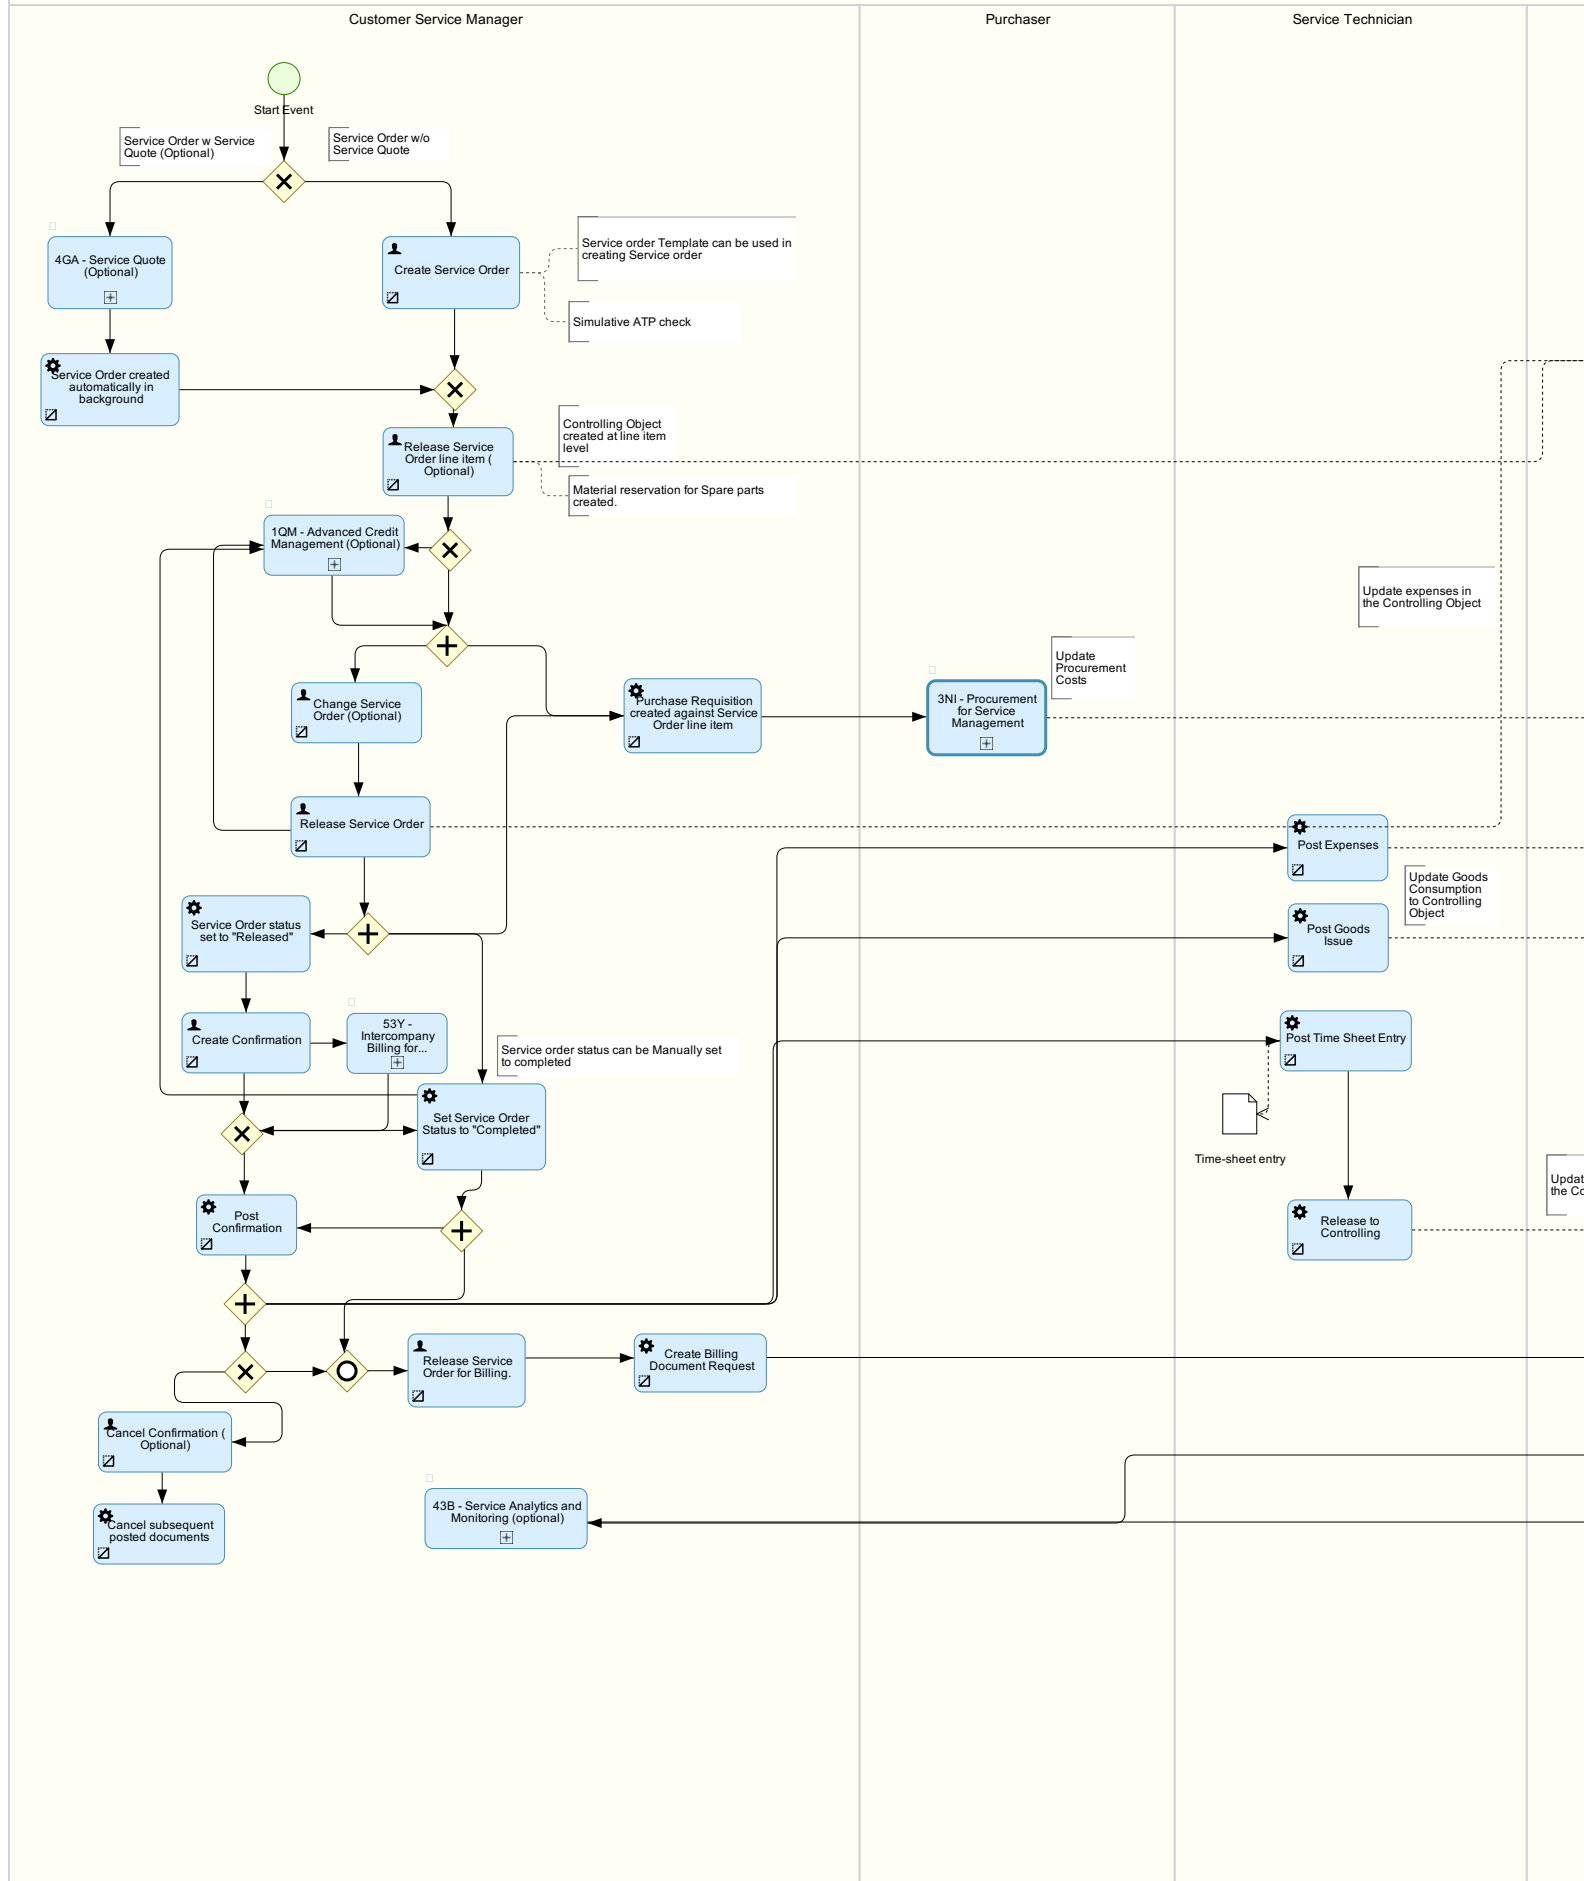 Customer Service Manager
Purchaser
Service Technician
Start Event
Service Order w Service
Quote (Optional)
Service Order w/o
Service Quote
4GA - Service Quote
(Optional)
Create Service Order
Service order Template can be used in
creating Service order
Simulative ATP check
Service Order created
automatically in
background
Controlling Object
created at line item
level
Release Service
Order line item (
Optional)
Material reservation for Spare parts
created.
1QM - Advanced Credit
Management (Optional)
Update expenses in
the Controlling Object
Update
Procurement
Costs
Change Service
Order (Optional)
Purchase Requisition
created against Service
Order line item
3NI - Procurement
for Service
Management
Release Service Order
Post Expenses
Update Goods
Consumption
to Controlling
Object
Service Order status
set to "Released"
Post Goods
Issue
Create Confirmation
53Y -
Intercompany
Billing for...
Service order status can be Manually set
to completed
Post Time Sheet Entry
Set Service Order
Status to "Completed"
Time-sheet entry
Updat
the Co
Post
Confirmation
Release to
Controlling
Release Service
Order for Billing.
Create Billing
Document Request
Cancel Confirmation (
Optional)
43B - Service Analytics and
Monitoring (optional)
Cancel subsequent
posted documents